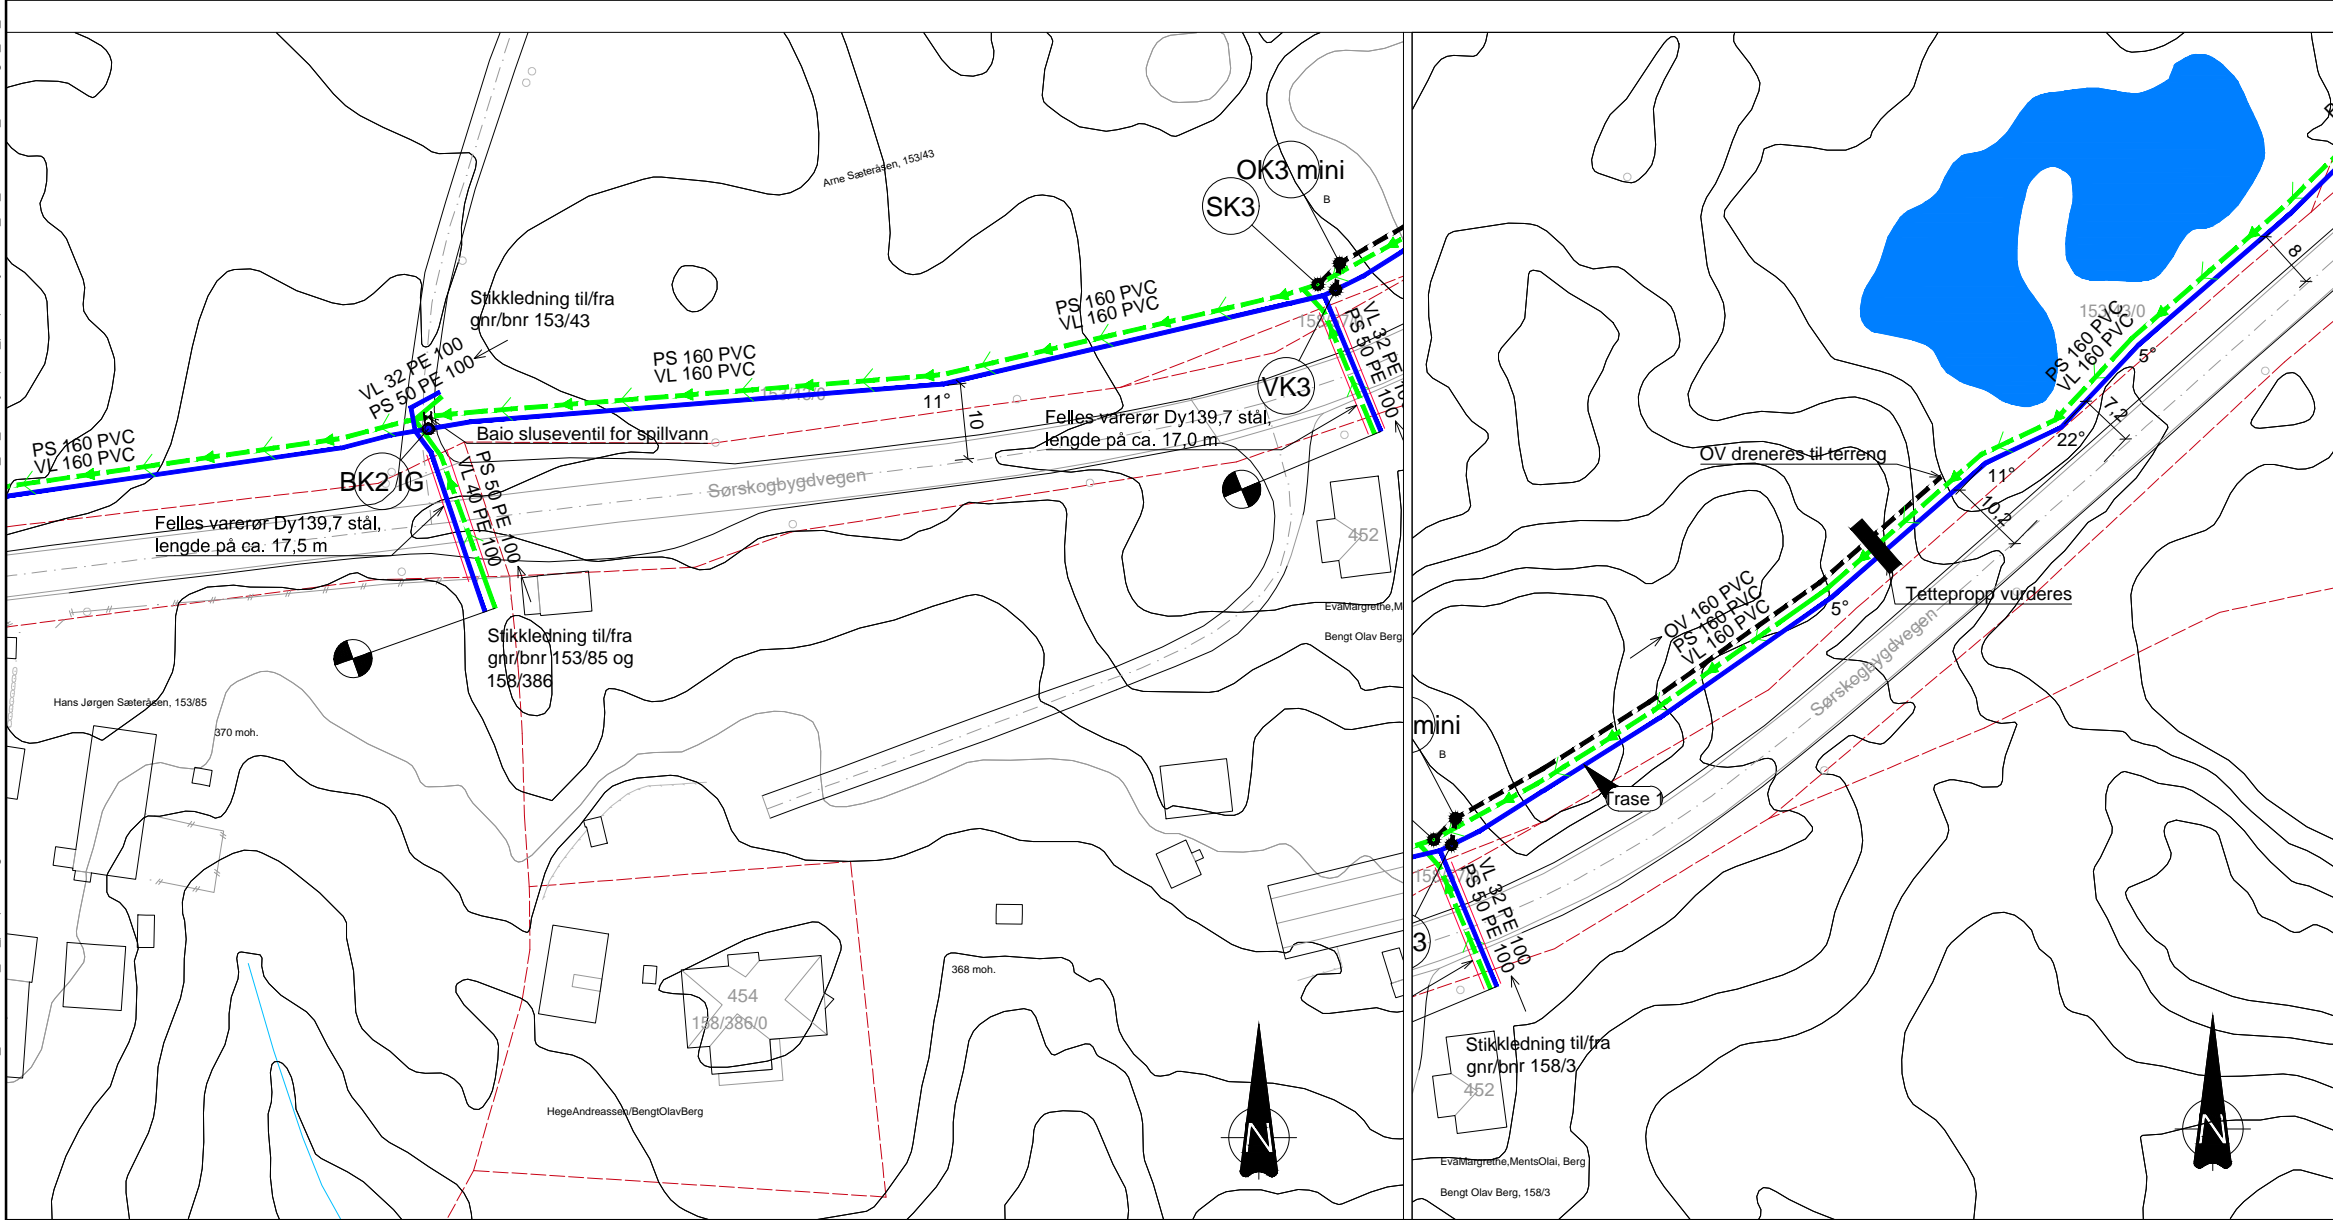 Arne Sæteråsen, 153/43
OK3 mini
B
SK3
Stikkledning til/fra
gnr/bnr 153/43
PS 160 PVC
VL 160 PVC
PS 160 PVC
VL 160 PVC
VL 32 PE 100
PS 50 PE 100
PS 160 PVC
VL 160 PVC
11°
10
VK3
VL 32 PE 100
PS 50 PE 100
Felles varerør Dy139,7 stål,
lengde på ca. 17,0 m
Baio sluseventil for spillvann
BK2 IG
PS 50 PE 100
VL 40 PE 100
Sørskogbygdvegen
Felles varerør Dy139,7 stål,
lengde på ca. 17,5 m
452
EvaMargrethe,M
Bengt Olav Berg,
Stikkledning til/fra
gnr/bnr 153/85 og
158/386
Hans Jørgen Sæteråsen, 153/85
370 moh.
368 moh.
454
158/386/0
HegeAndreassen/BengtOlavBerg
N
8
153/43/0
PS 160 PVC
VL 160 PVC
5°
7,2
22°
OV dreneres til terreng
11°
10,2
Tettepropp vurderes
5°
OV 160 PVC
PS 160 PVC
VL 160 PVC
Sørskogbygdvegen
mini
B
Trase 1
3
VL 32 PE 100
PS 50 PE 100
Stikkledning til/fra
gnr/bnr 158/3
452
EvaMargrethe,MentsOlai, Berg
Bengt Olav Berg, 158/3
N